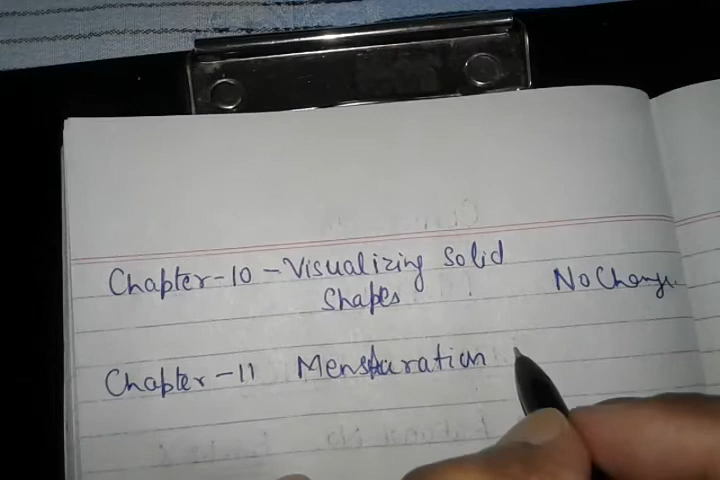 Chapter-10 - Visualizing Solid
Shapes
No Change.
Chapter-11 Mensuration